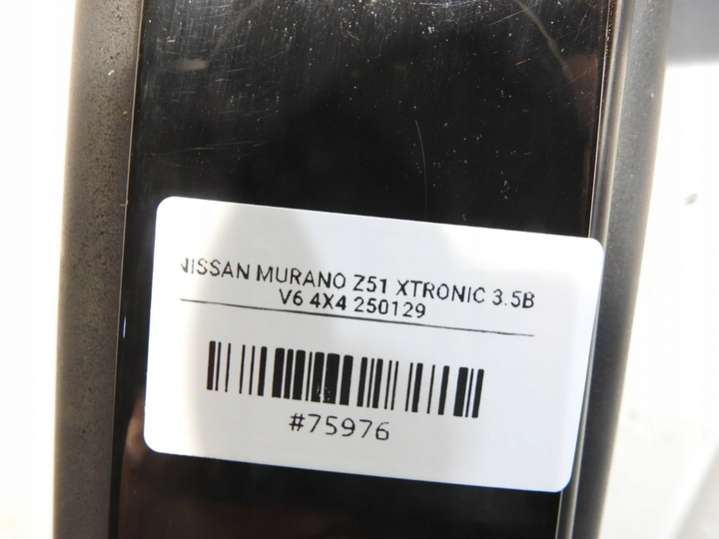 NISSAN MURANO Z51 XTRONIC 3.5B
V6 4X4 250129
#75976